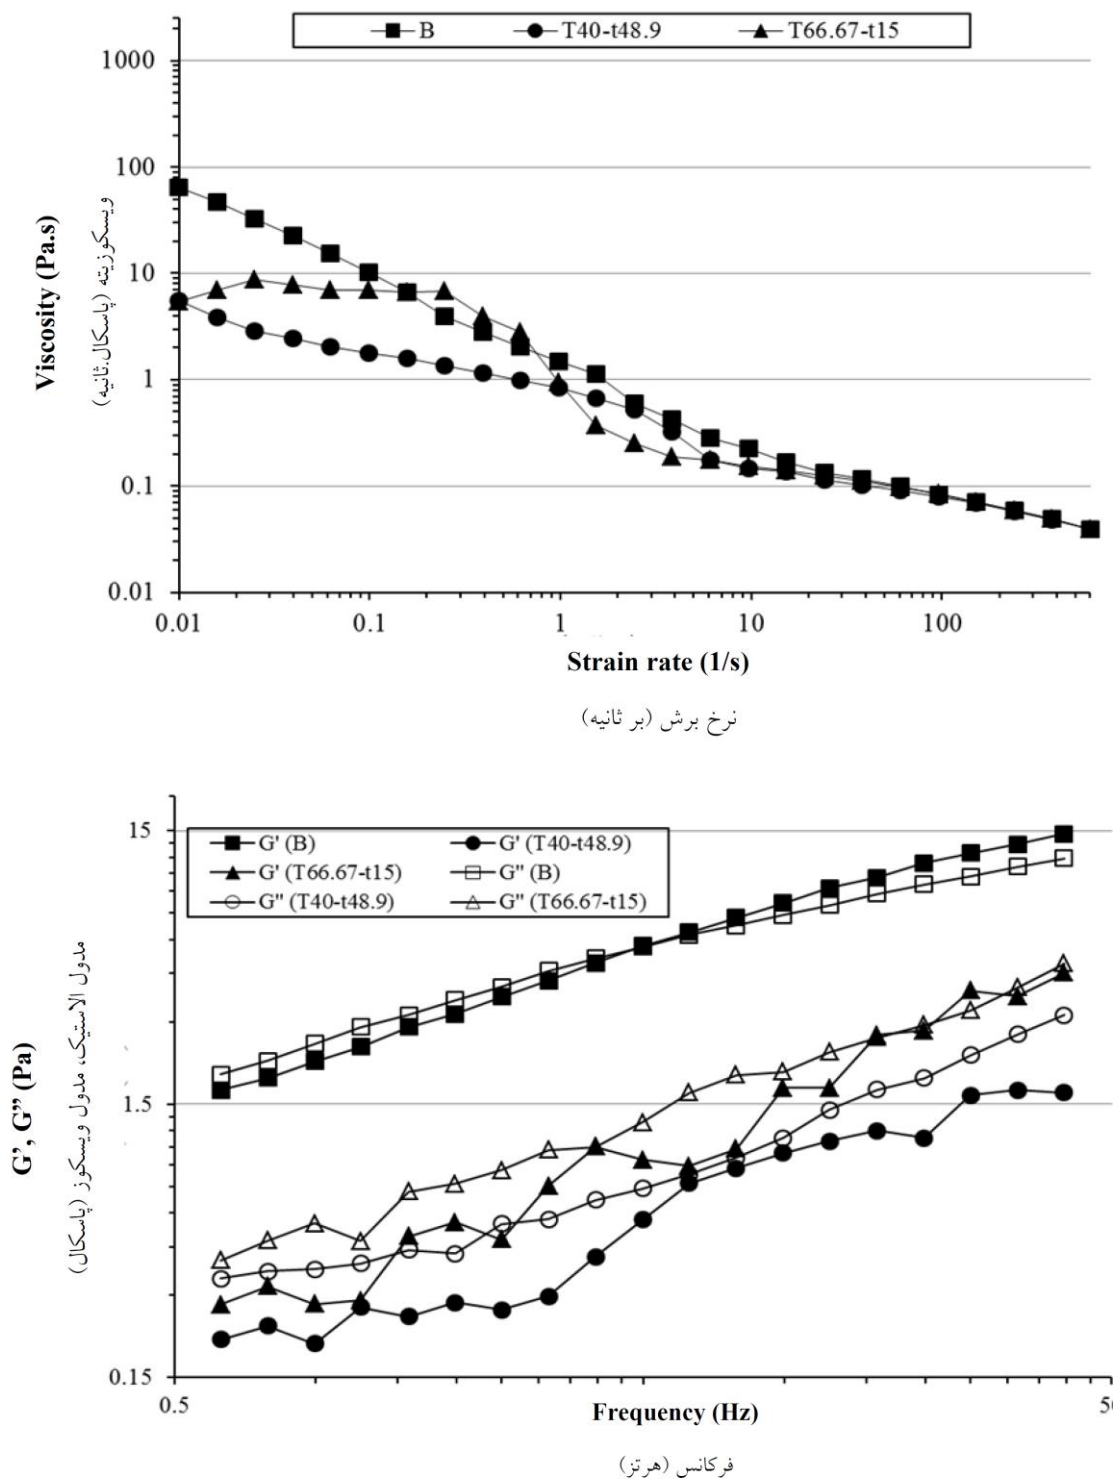 B T40-t48.9 T66.67-t15
1000
100
10
1
0.1
0.01
Viscosity (Pa.s)
ویسکوزیته (پاسکال.ثانیه)
0.01 0.1 1 10 100
Strain rate (1/s)
نرخ برش (بر ثانیه)
G' (B) G' (T40-t48.9)
G' (T66.67-t15) G'' (B)
G'' (T40-t48.9) G'' (T66.67-t15)
15
1.5
0.15
G’, G’’ (Pa)
مدول الاستیک، مدول ویسکوز (پاسکال)
0.5
Frequency (Hz)
فرکانس (هرتز)